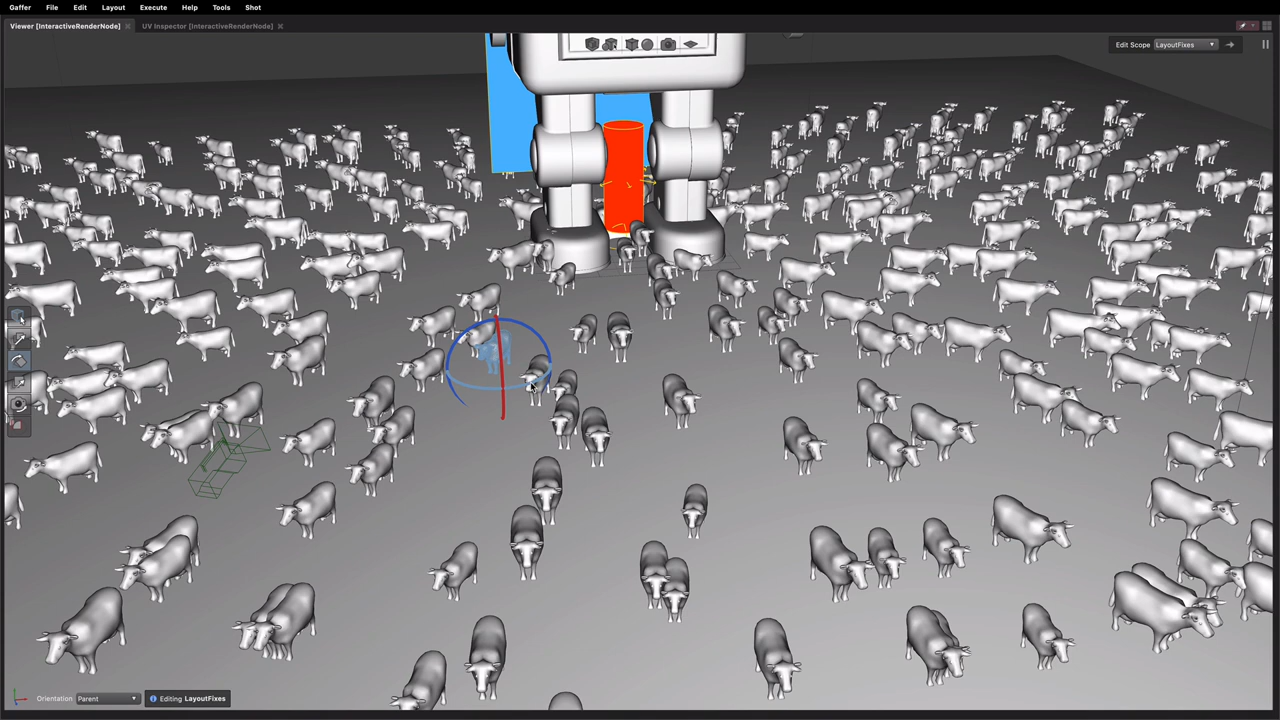 Gaffer File Edit Layout Execute Help Tools Shot
Viewer [InteractiveRenderNode] UV Inspector [InteractiveRenderNode]
Edit Scope LayoutFixes
Orientation Parent Editing LayoutFixes